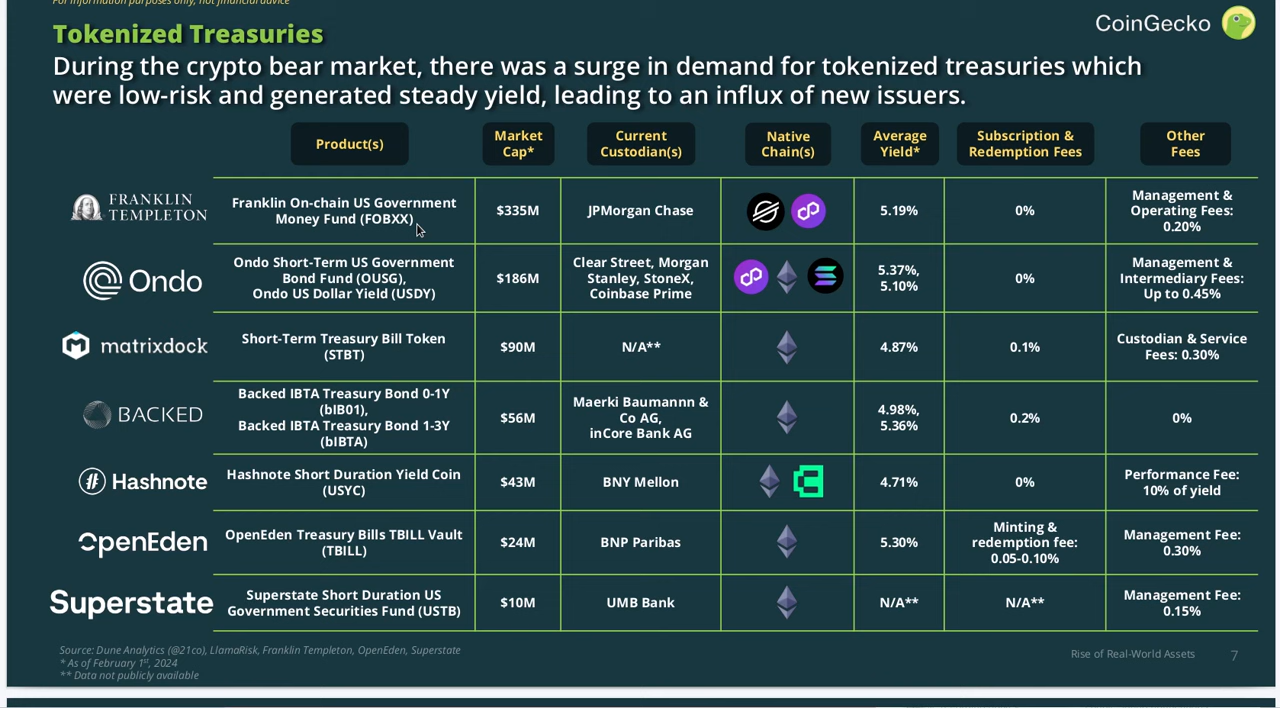 For information purposes only, not financial advice
CoinGecko
Tokenized Treasuries
During the crypto bear market, there was a surge in demand for tokenized treasuries which
were low-risk and generated steady yield, leading to an influx of new issuers.
Product(s)
Market
Cap*
Current
Custodian(s)
Native
Chain(s)
Average
Yield*
Subscription &
Redemption Fees
Other
Fees
FRANKLIN
TEMPLETON
Franklin On-chain US Government
Money Fund (FOBXX)
$335M
JPMorgan Chase
5.19%
0%
Management &
Operating Fees:
0.20%
Ondo
Ondo Short-Term US Government
Bond Fund (OUSG),
Ondo US Dollar Yield (USDY)
$186M
Clear Street, Morgan
Stanley, StoneX,
Coinbase Prime
5.37%,
5.10%
0%
Management &
Intermediary Fees:
Up to 0.45%
matrixdock
Short-Term Treasury Bill Token
(STBT)
$90M
N/A**
4.87%
0.1%
Custodian & Service
Fees: 0.30%
BACKED
Backed IBTA Treasury Bond 0-1Y
(bIB01),
Backed IBTA Treasury Bond 1-3Y
(bIBTA)
$56M
Maerki Baumannn &
Co AG,
inCore Bank AG
4.98%,
5.36%
0.2%
0%
Hashnote
Hashnote Short Duration Yield Coin
(USYC)
$43M
BNY Mellon
4.71%
0%
Performance Fee:
10% of yield
OpenEden
OpenEden Treasury Bills TBILL Vault
(TBILL)
$24M
BNP Paribas
5.30%
Minting &
redemption fee:
0.05-0.10%
Management Fee:
0.30%
Superstate
Superstate Short Duration US
Government Securities Fund (USTB)
$10M
UMB Bank
N/A**
N/A**
Management Fee:
0.15%
Source: Dune Analytics (@21co), LlamaRisk, Franklin Templeton, OpenEden, Superstate
* As of February 1st, 2024
** Data not publicly available
Rise of Real-World Assets
7